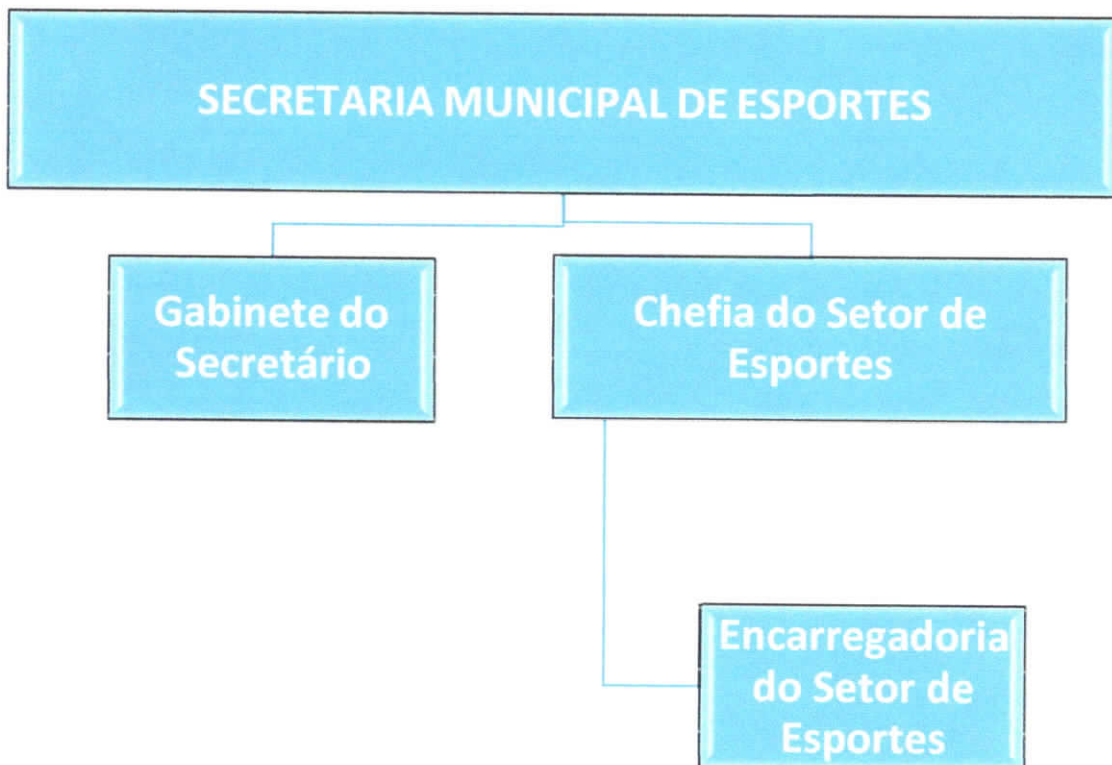 SECRETARIA MUNICIPAL DE ESPORTES
Gabinete do
Secretário
Chefia do Setor de
Esportes
Encarregadoria
do Setor de
Esportes